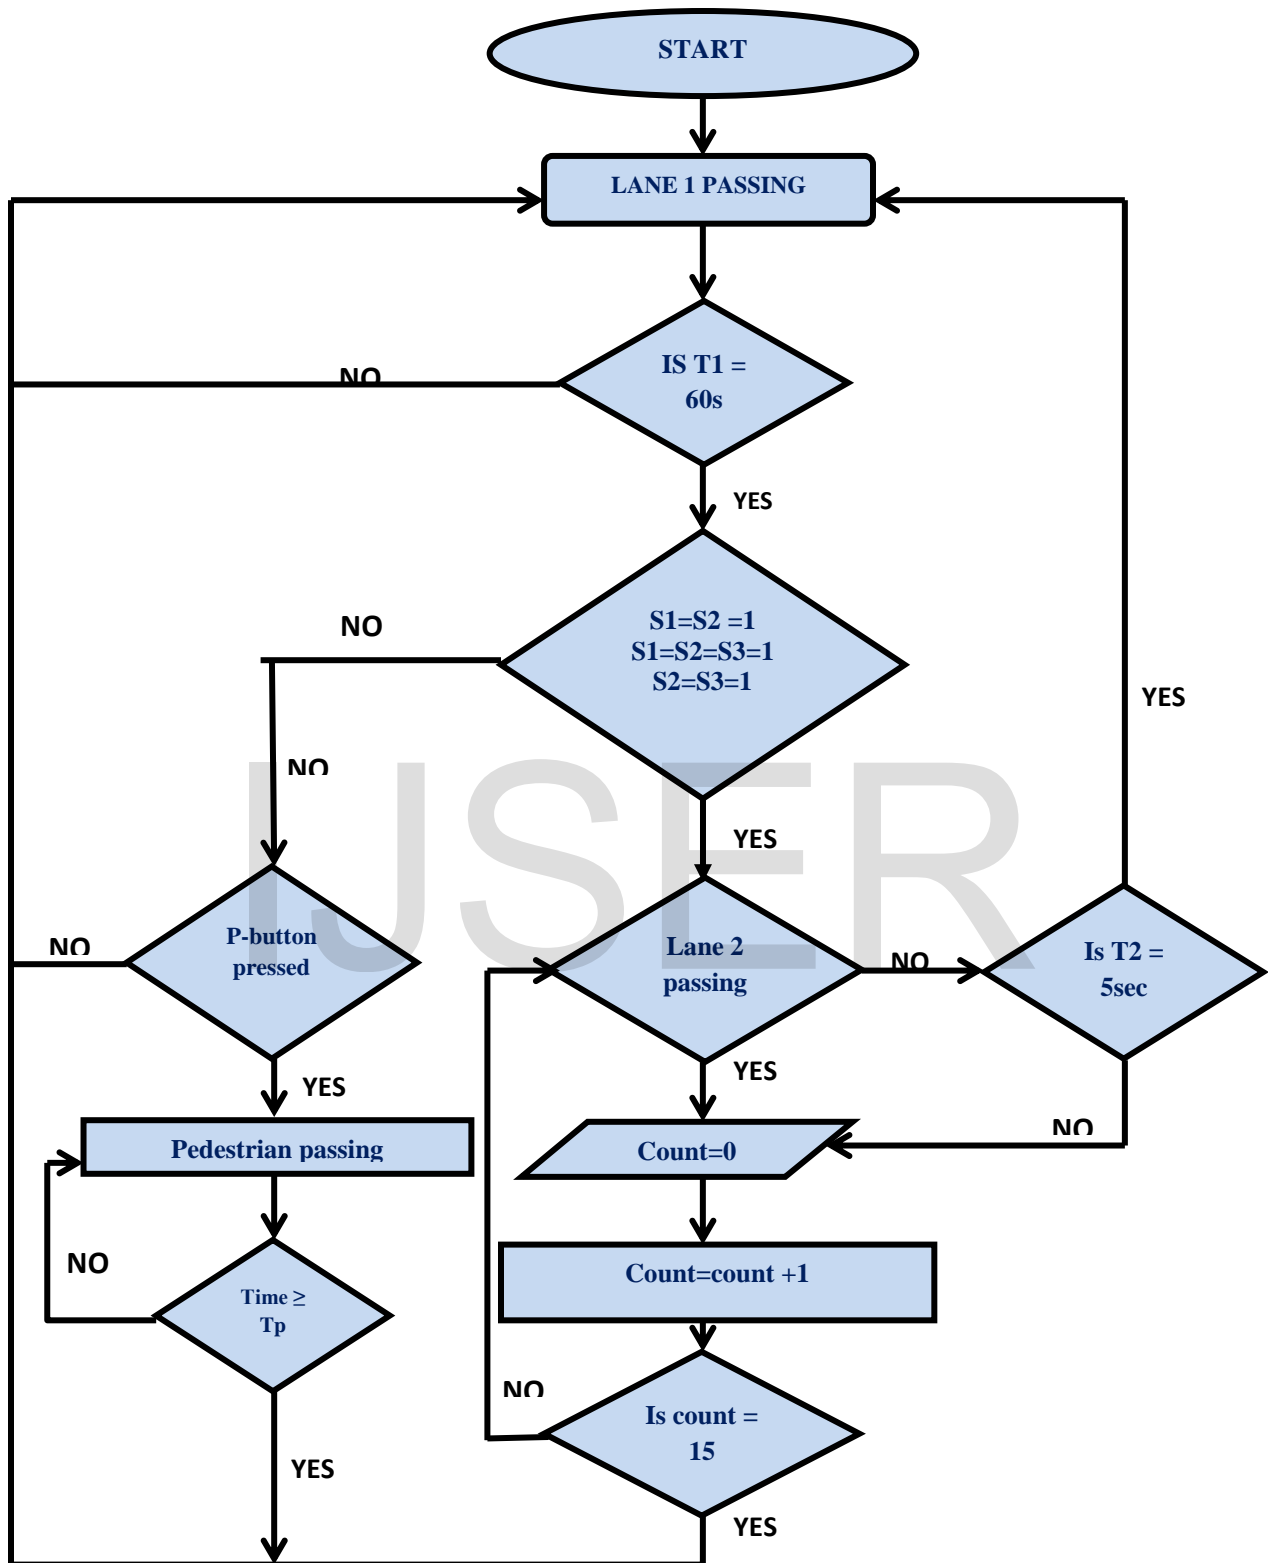 START
LANE 1 PASSING
IS T1 =
60s
NO
YES
S1=S2 =1
S1=S2=S3=1
S2=S3=1
NO
YES
NO
IJSER
YES
P-button
pressed
NO
Lane 2
passing
NO
Is T2 =
5sec
YES
YES
NO
Pedestrian passing
Count=0
NO
Count=count +1
Time ≥
Tp
NO
Is count =
15
YES
YES